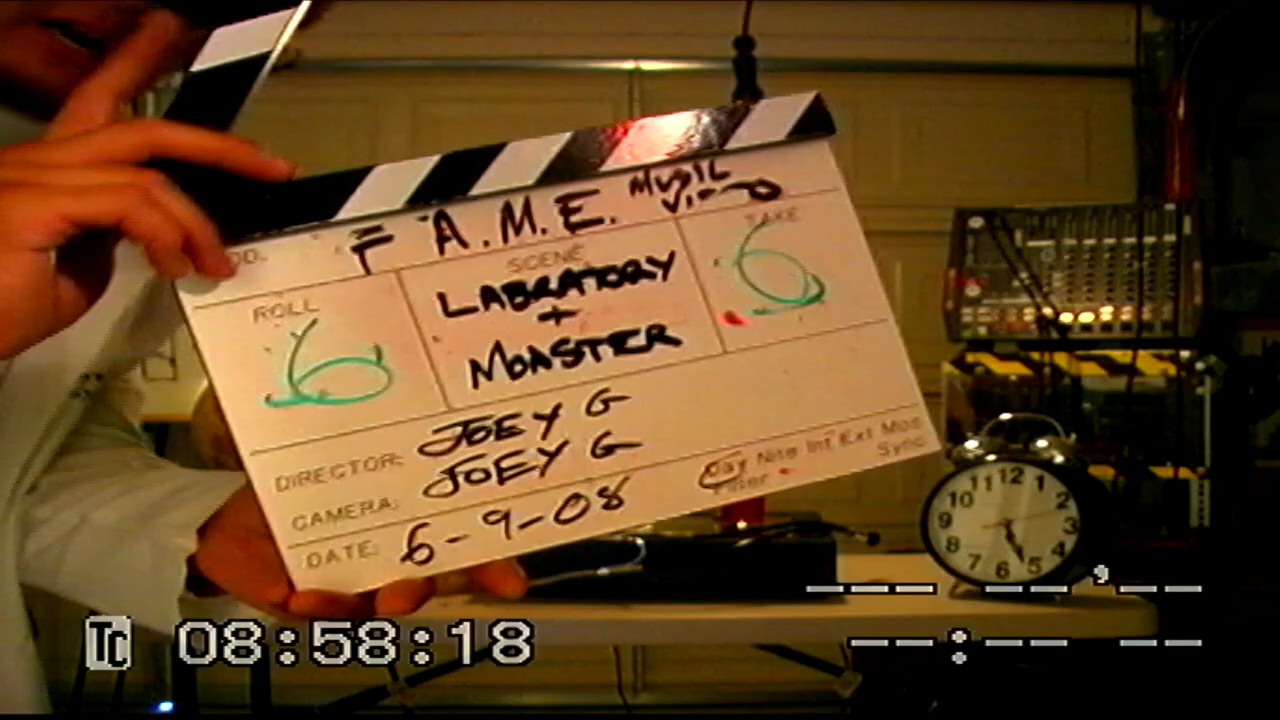 F A.M.E. MUSIC VIDEO
SCENE
TAKE
LABRATORY
+
MONSTER
6
ROLL
6
DIRECTOR: JOEY G
CAMERA: JOEY G
DATE: 6-9-08
Day Nite Int Ext Mos
Filter Sync
12
1
2
3
4
5
6
7
8
9
10
11
TC 08:58:18